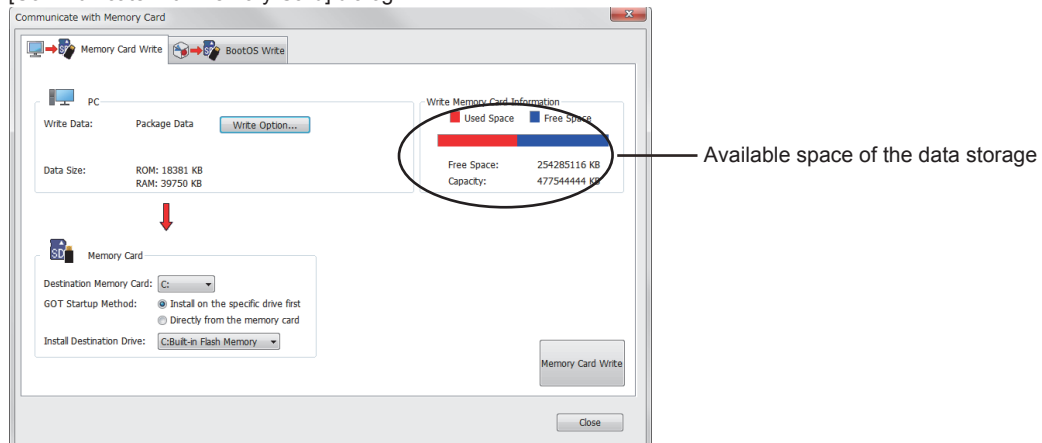 Communicate with Memory Card
x
Memory Card Write
BootOS Write
PC
Write Data: Package Data Write Option...
Data Size: ROM: 18381 KB
RAM: 39750 KB
Write Memory Card Information
Used Space Free Space
Free Space: 254285116 KB
Capacity: 477544444 KB
Available space of the data storage
SD
Memory Card
Destination Memory Card: C:
GOT Startup Method: Install on the specific drive first
Directly from the memory card
Install Destination Drive: C:Built-in Flash Memory
Memory Card Write
Close